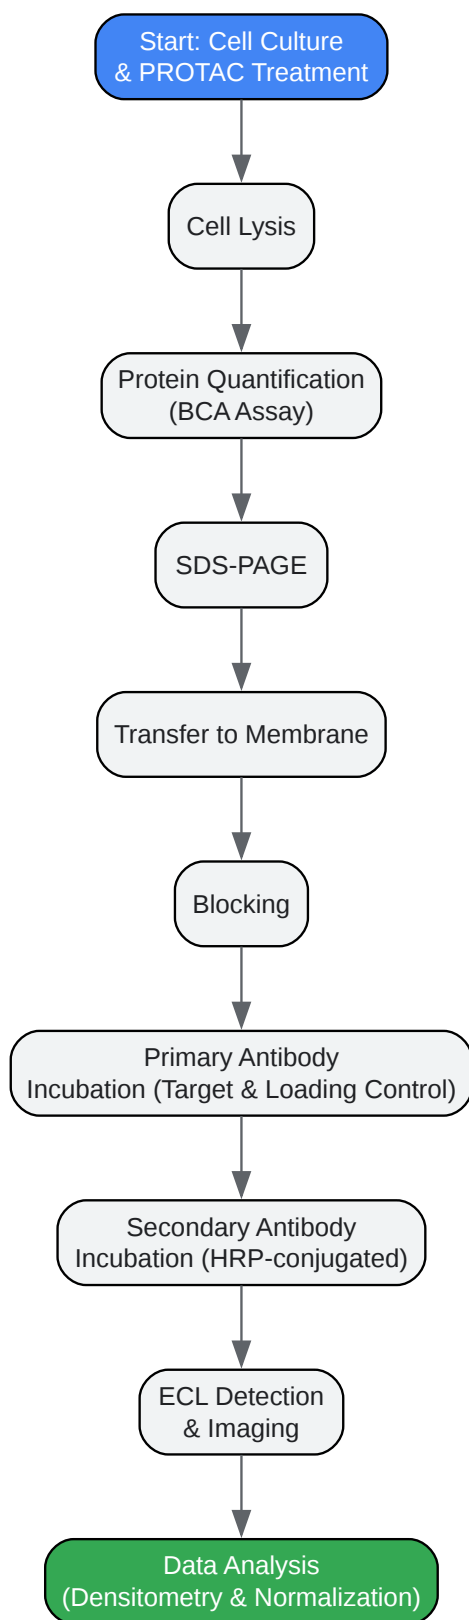 Start: Cell Culture
& PROTAC Treatment
Cell Lysis
Protein Quantification
(BCA Assay)
SDS-PAGE
Transfer to Membrane
Blocking
Primary Antibody
Incubation (Target & Loading Control)
Secondary Antibody
Incubation (HRP-conjugated)
ECL Detection
& Imaging
Data Analysis
(Densitometry & Normalization)